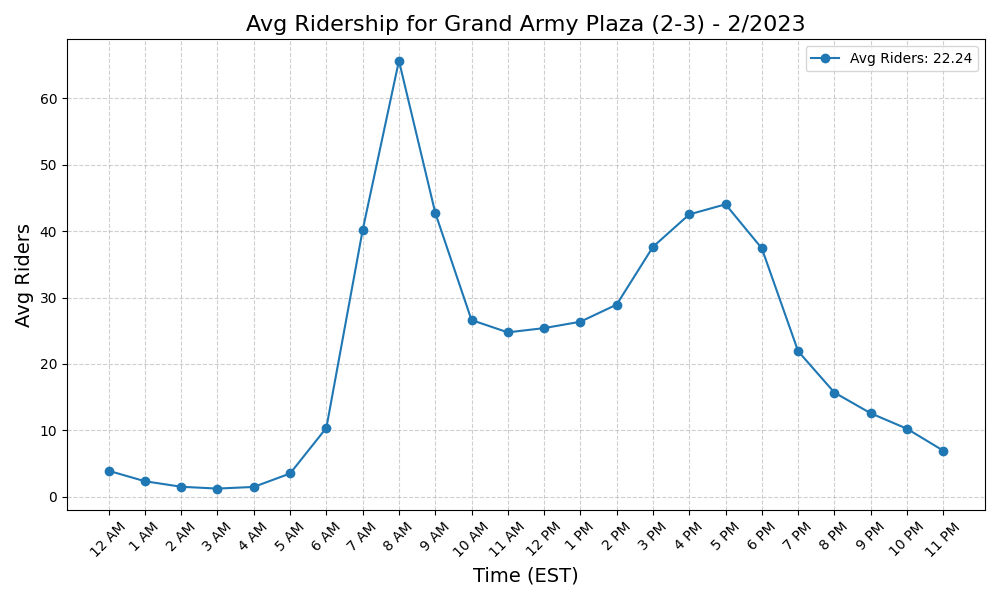 Avg Ridership for Grand Army Plaza (2-3) - 2/2023
Avg Riders: 22.24
Avg Riders
60
50
40
30
20
10
0
12 AM
1 AM
2 AM
3 AM
4 AM
5 AM
6 AM
7 AM
8 AM
9 AM
10 AM
11 AM
12 PM
1 PM
2 PM
3 PM
4 PM
5 PM
6 PM
7 PM
8 PM
9 PM
10 PM
11 PM
Time (EST)